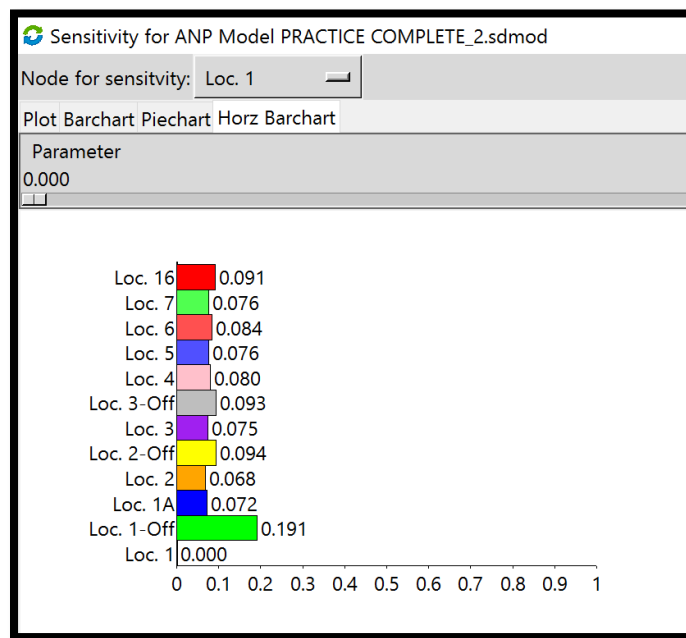 Sensitivity for ANP Model PRACTICE COMPLETE_2.sdmod
Node for sensitvity: Loc. 1
Plot Barchart Piechart Horz Barchart
Parameter
0.000
Loc. 16 0.091
Loc. 7 0.076
Loc. 6 0.084
Loc. 5 0.076
Loc. 4 0.080
Loc. 3-Off 0.093
Loc. 3 0.075
Loc. 2-Off 0.094
Loc. 2 0.068
Loc. 1A 0.072
Loc. 1-Off 0.191
Loc. 1 0.000
0 0.1 0.2 0.3 0.4 0.5 0.6 0.7 0.8 0.9 1